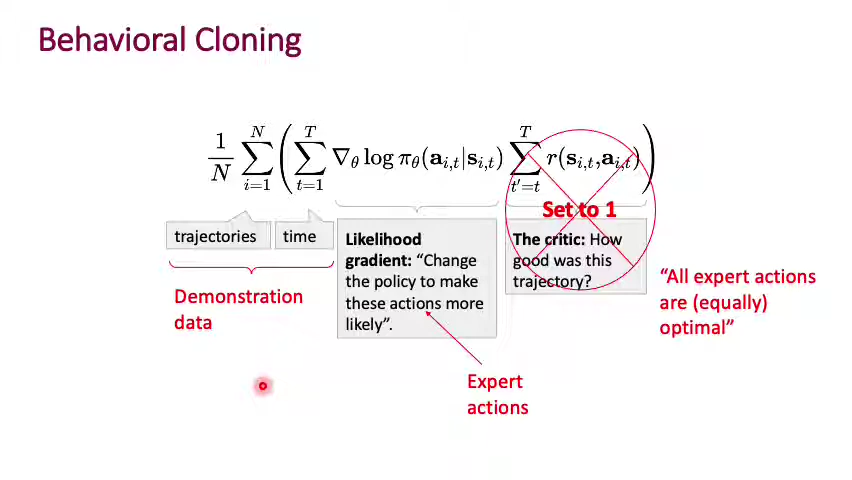 Behavioral Cloning
\frac{1}{N} \sum_{i=1}^{N} \left( \sum_{t=1}^{T} \nabla_\theta \log \pi_\theta(\mathbf{a}_{i,t}|\mathbf{s}_{i,t}) \sum_{t'=t}^{T} r(\mathbf{s}_{i,t},\mathbf{a}_{i,t}) \right)
Set to 1
trajectories
time
Demonstration
data
Likelihood
gradient: “Change
the policy to make
these actions more
likely”.
The critic: How
good was this
trajectory?
“All expert actions
are (equally)
optimal”
Expert
actions